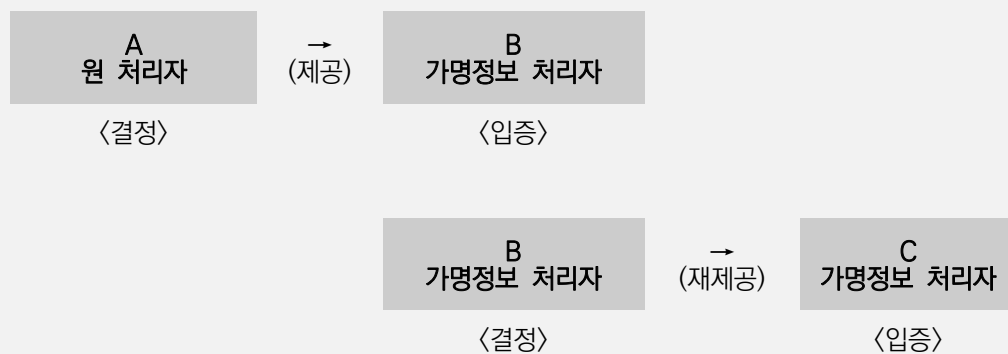 A → B
원 처리자 (제공) 가명정보 처리자
〈결정〉 〈입증〉
B → C
가명정보 처리자 (재제공) 가명정보 처리자
〈결정〉 〈입증〉